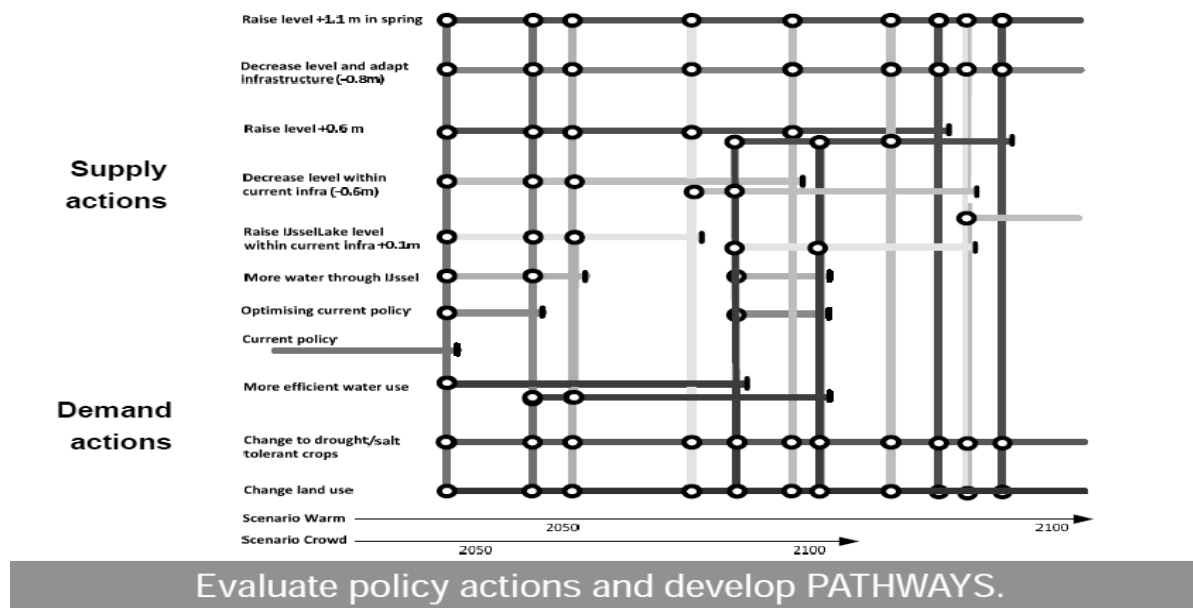 Raise level +1.1 m in spring
Decrease level and adapt
infrastructure (-0.8m)
Raise level +0.6 m
Supply
actions
Decrease level within
current infra (-0.6m)
Raise IJsselLake level
within current infra +0.1m
More water through IJssel
Optimising current policy
Current policy
More efficient water use
Demand
actions
Change to drought/salt
tolerant crops
Change land use
Scenario Warm
2050
2100
Scenario Crowd
2050
2100
Evaluate policy actions and develop PATHWAYS.